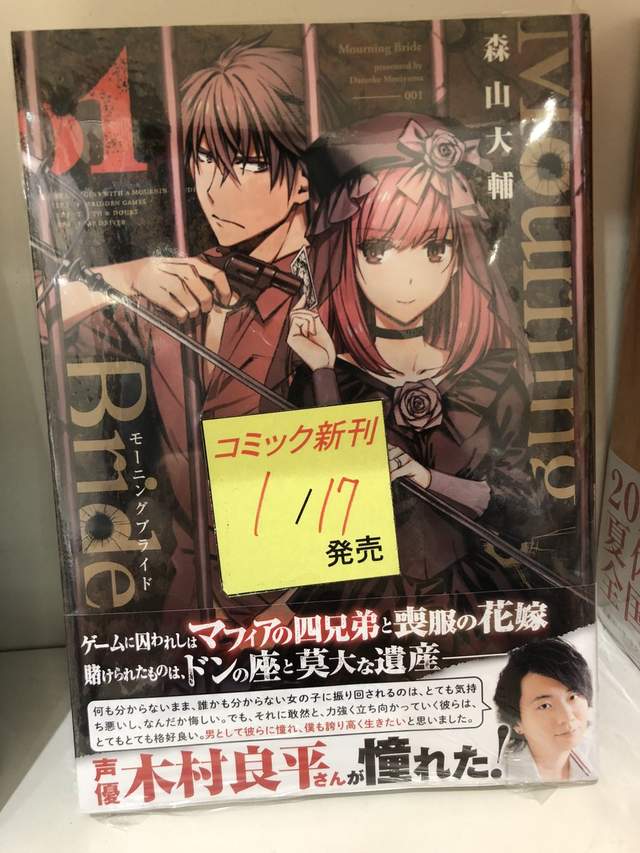 Mourning Bride
presented by
Daisuke Moriyama
001
森山大輔
Mourning
01
Bride
モーニングブライド
コミック新刊
1/17
発売
ゲームに囚われしはマフィアの四兄弟と喪服の花嫁
賭けられたものは、ドンの座と莫大な遺産
何も分からないまま、誰かも分からない女の子に振り回されるのは、とても気持
ち悪いし、なんだか悔しい。でも、それに敢然と、力強く立ち向かっていく彼らは、
とてもとても格好良い。男として彼らに憧れ、僕も誇り高く生きたいと思いました。
声優木村良平さんが憧れた!